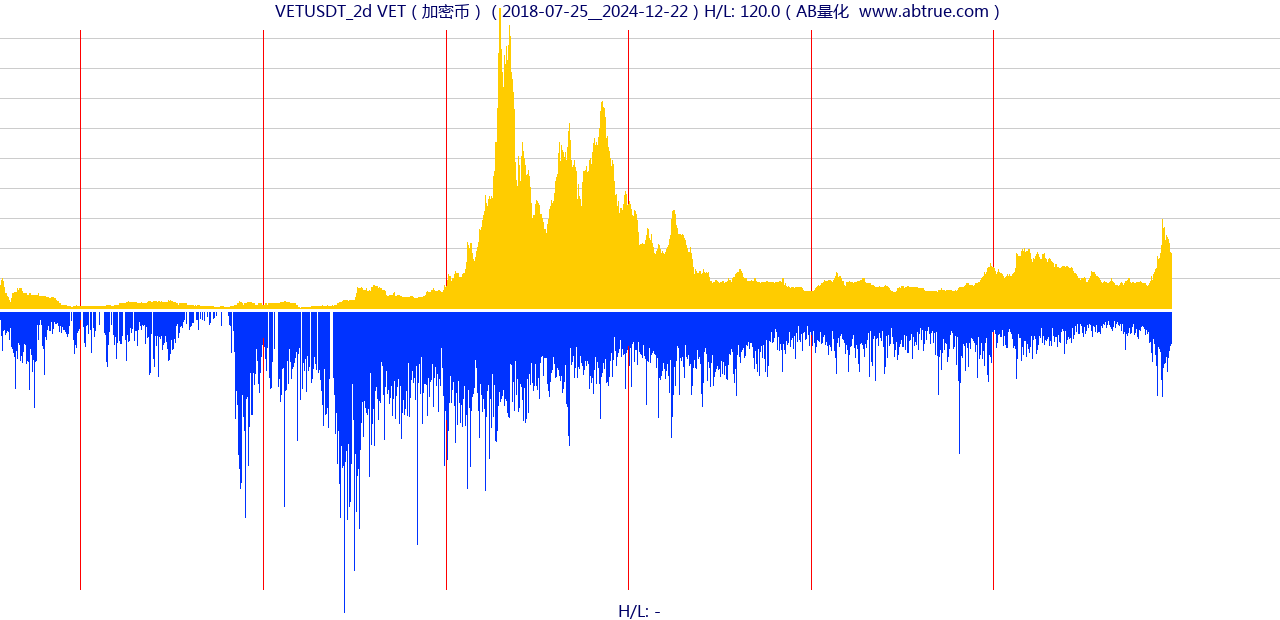 VETUSDT_2d VET（加密币）（2018-07-25__2024-12-22）H/L: 120.0（AB量化  www.abtrue.com）
H/L: -